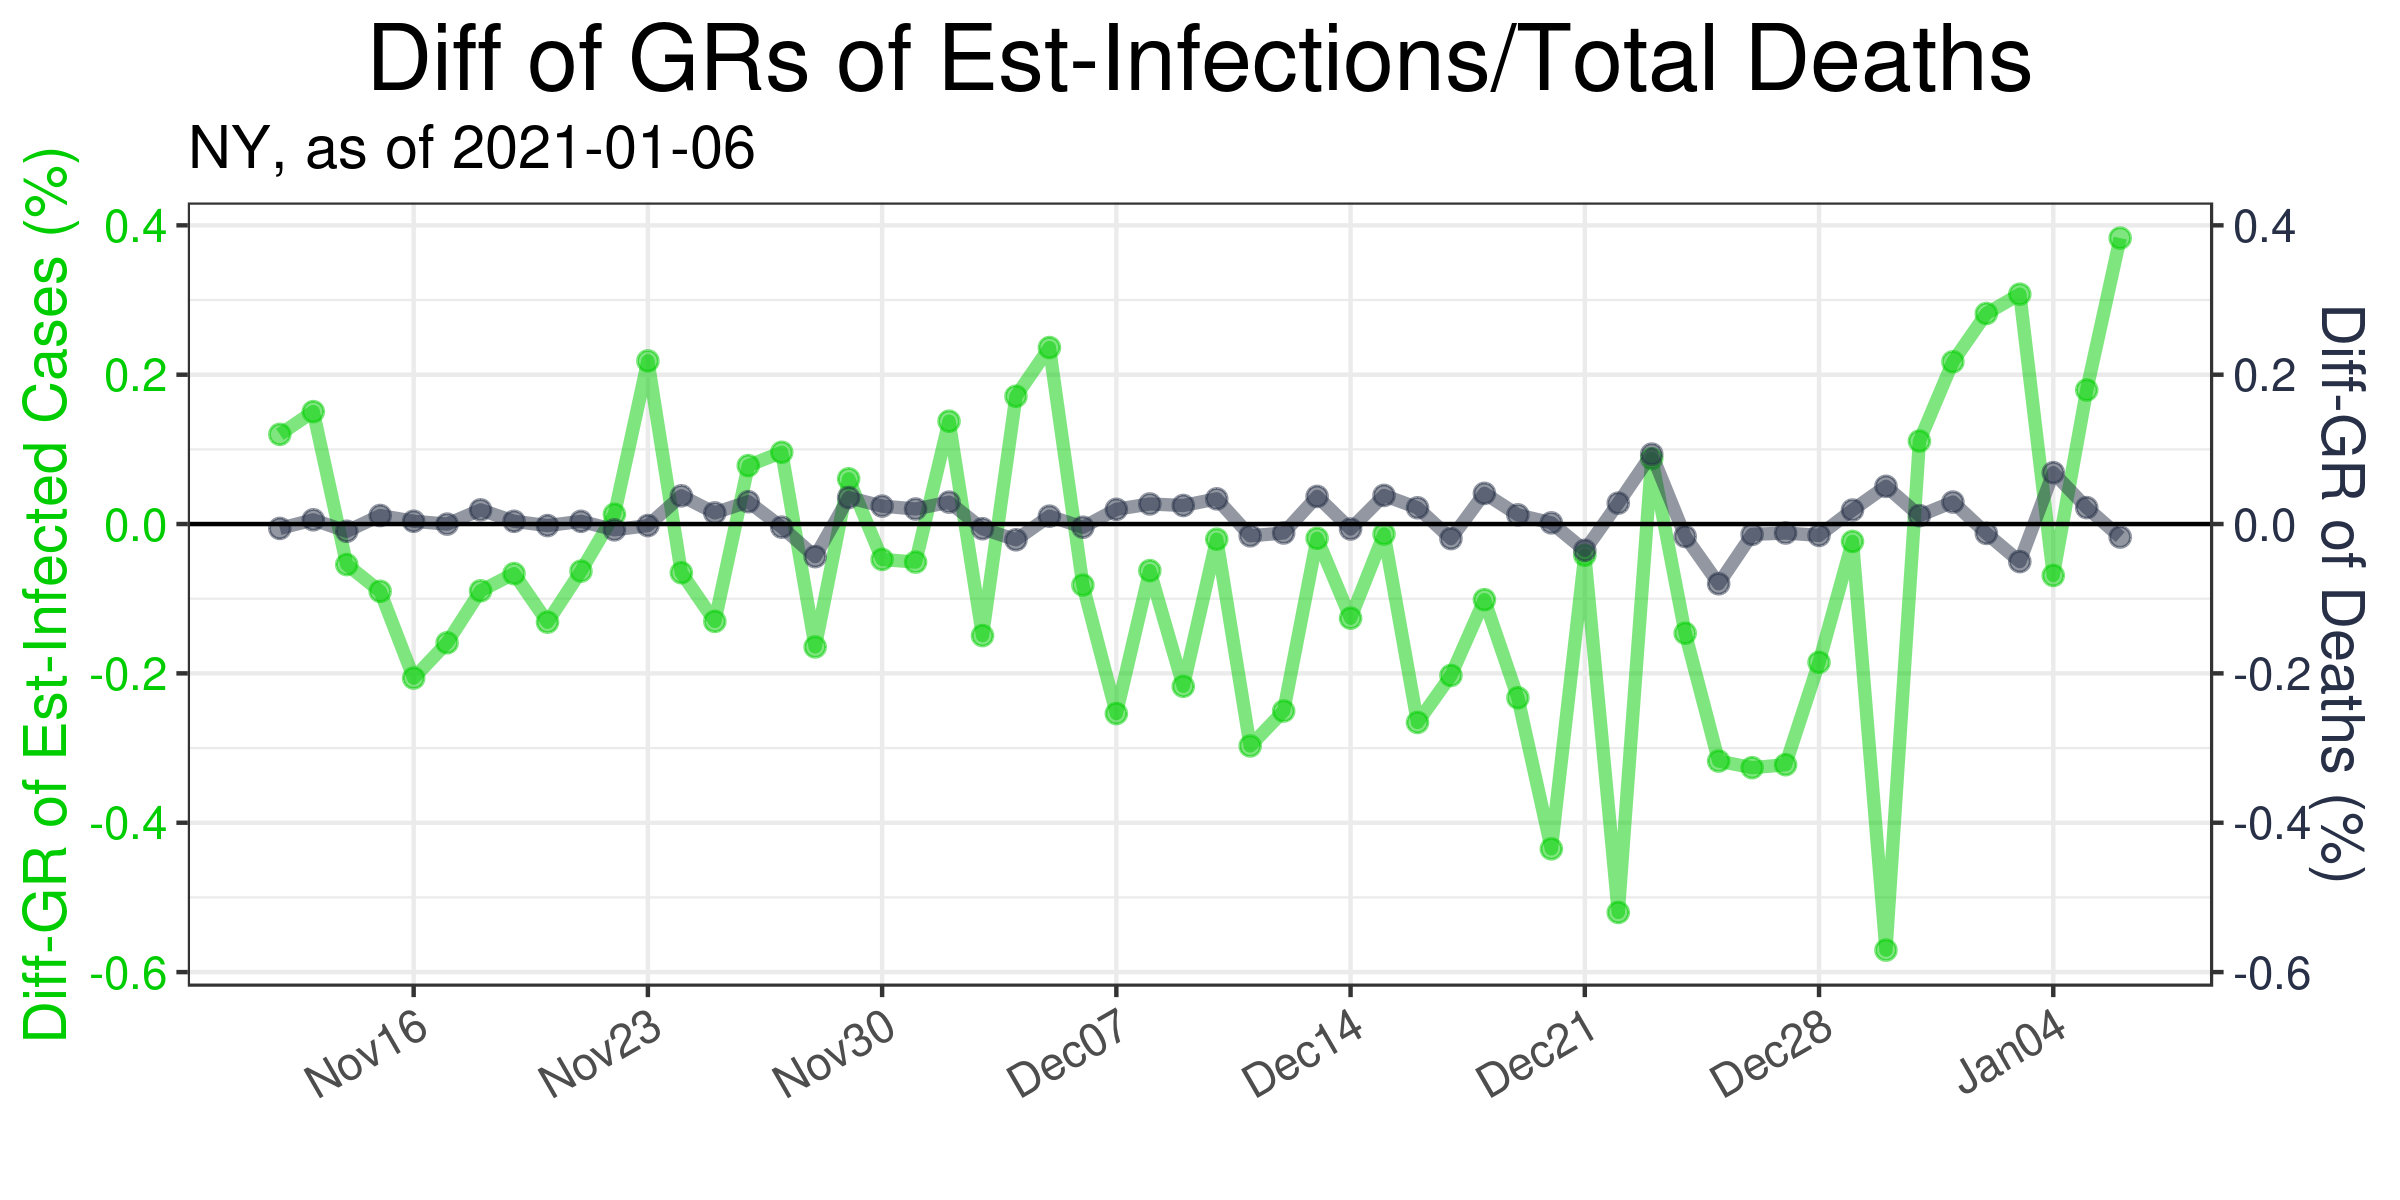 Diff of GRs of Est-Infections/Total Deaths
NY, as of 2021-01-06
Diff-GR of Est-Infected Cases (%)
0.4
0.2
0.0
-0.2
-0.4
-0.6
0.4
0.2
0.0
-0.2
-0.4
-0.6
Diff-GR of Deaths (%)
Nov16
Nov23
Nov30
Dec07
Dec14
Dec21
Dec28
Jan04